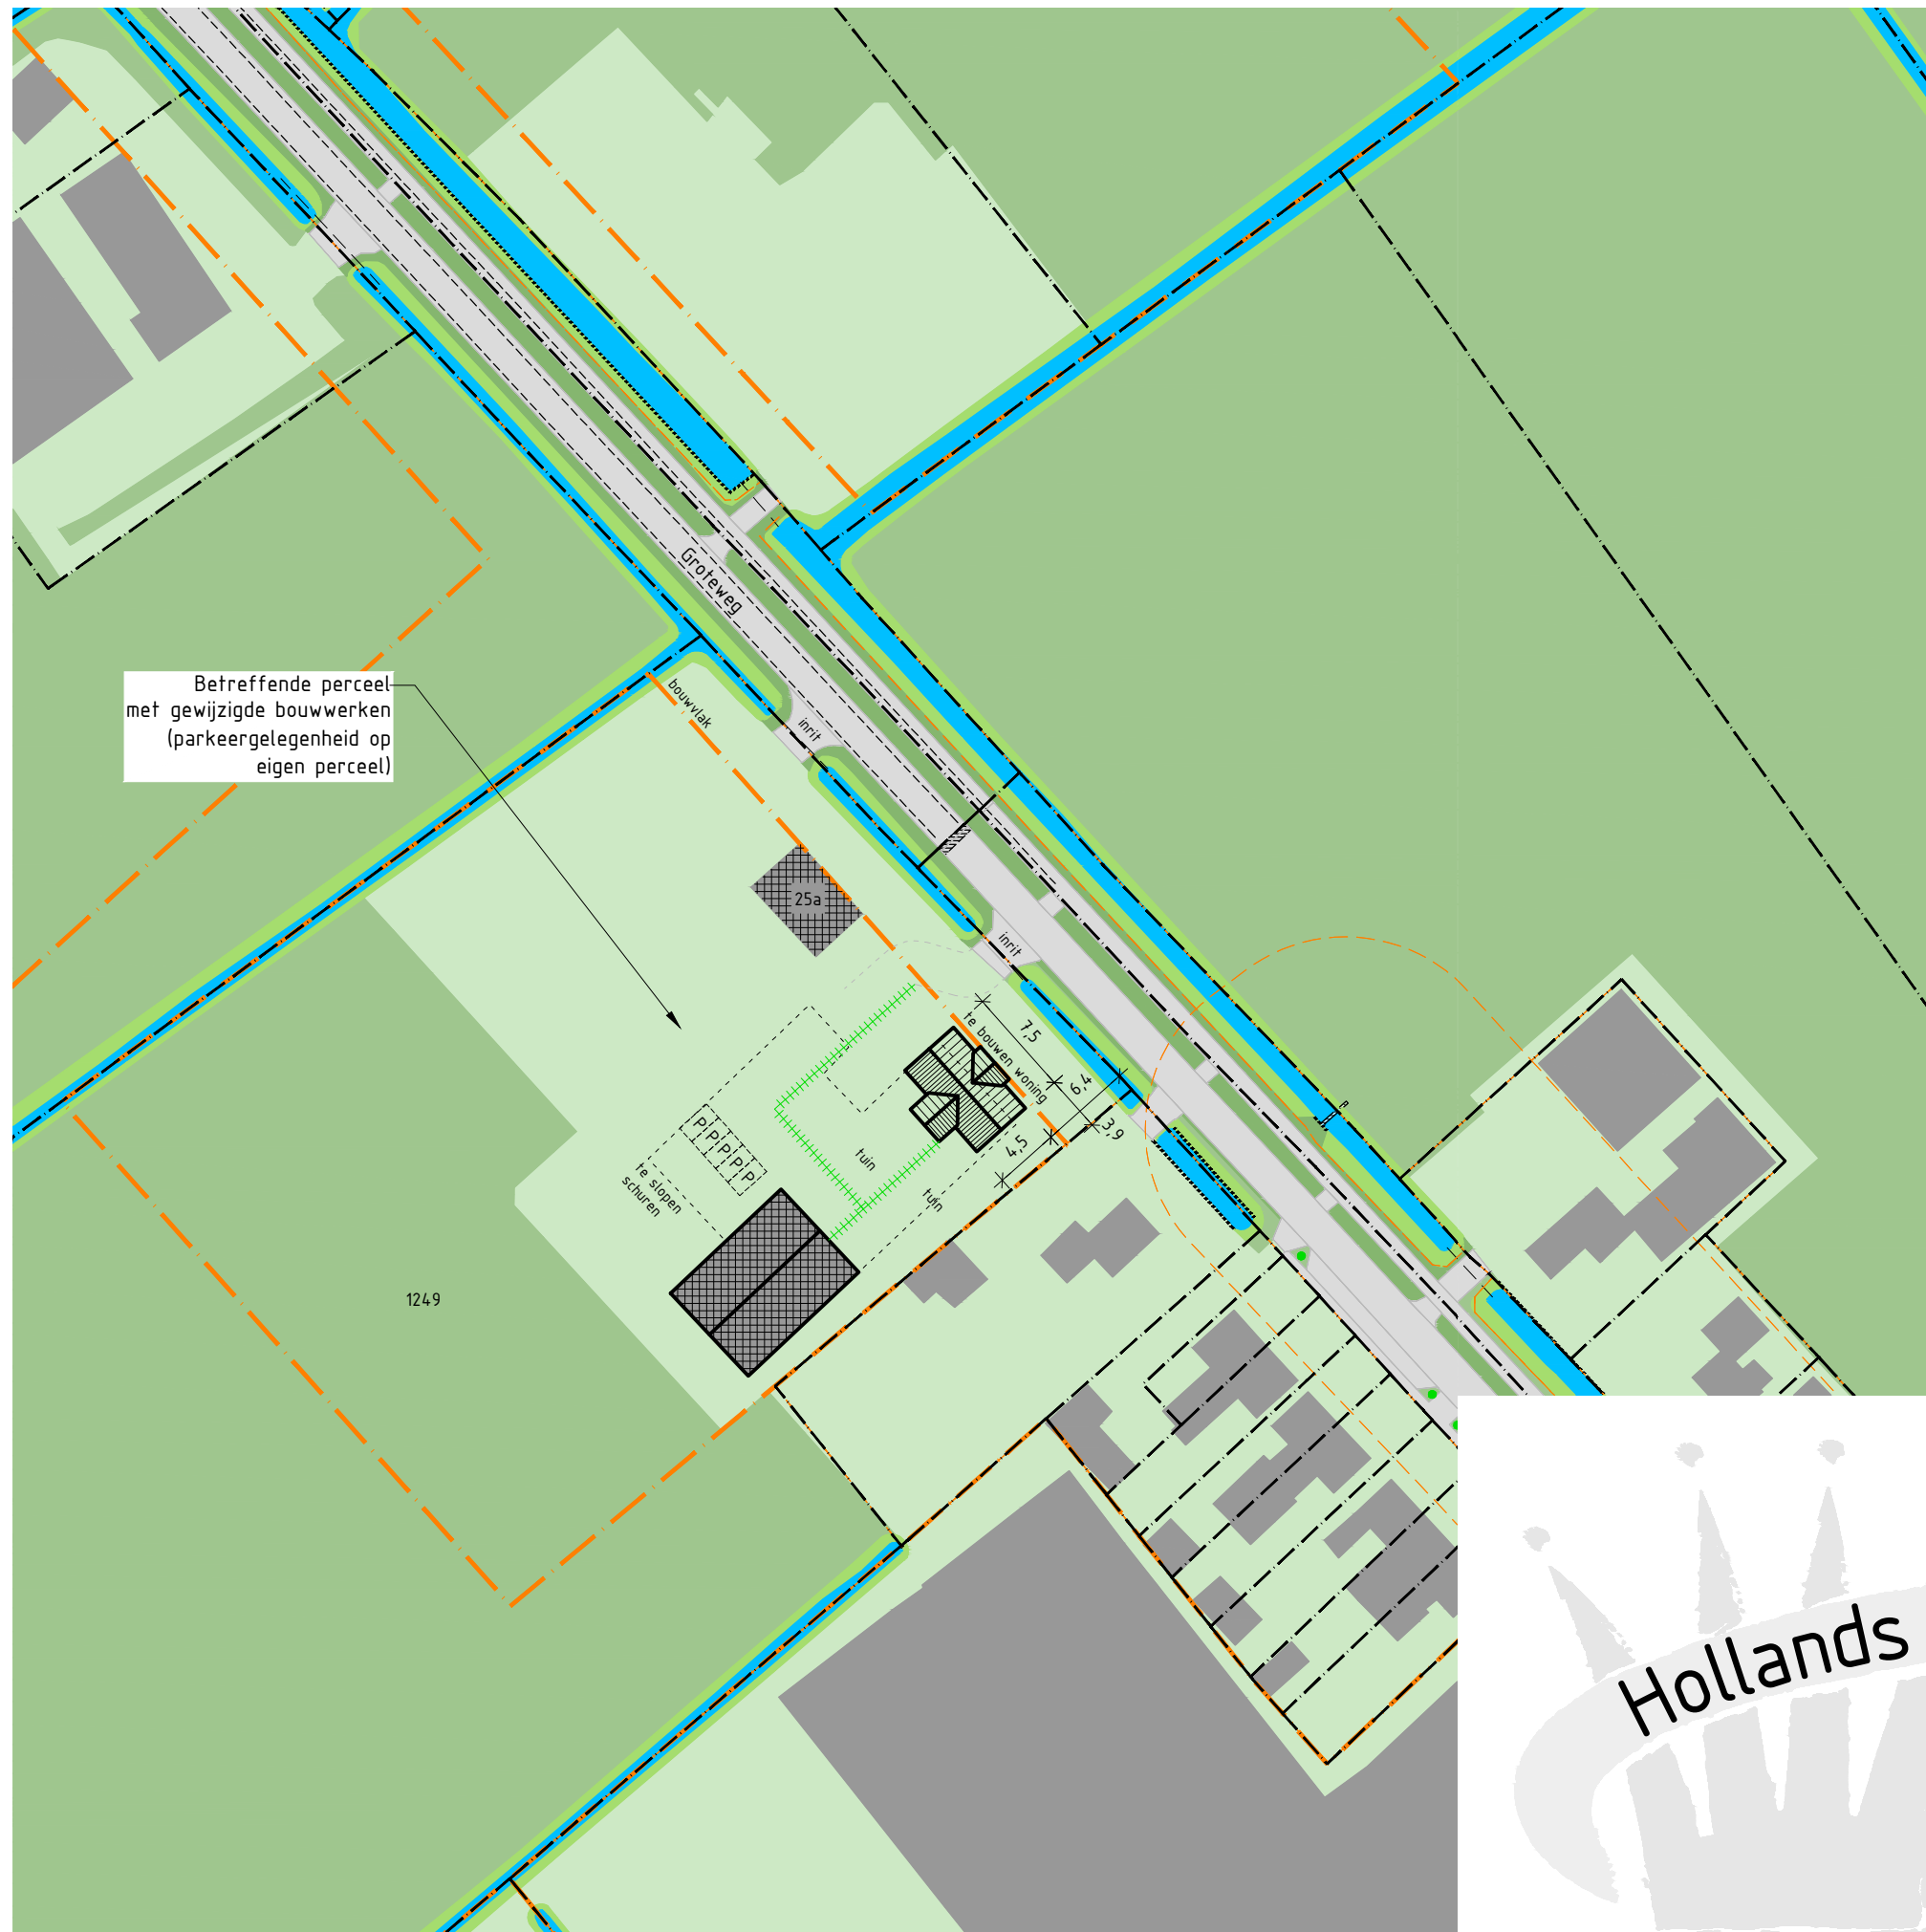 Groteweg
Betreffende perceel
met gewijzigde bouwwerken
(parkeergelegenheid op
eigen perceel)
bouwvlak
inrit
25a
inrit
te bouwen woning
7,5
6,4
3,9
4,5
tuin
tuin
P P P P P
te slopen
schuren
1249
Hollands